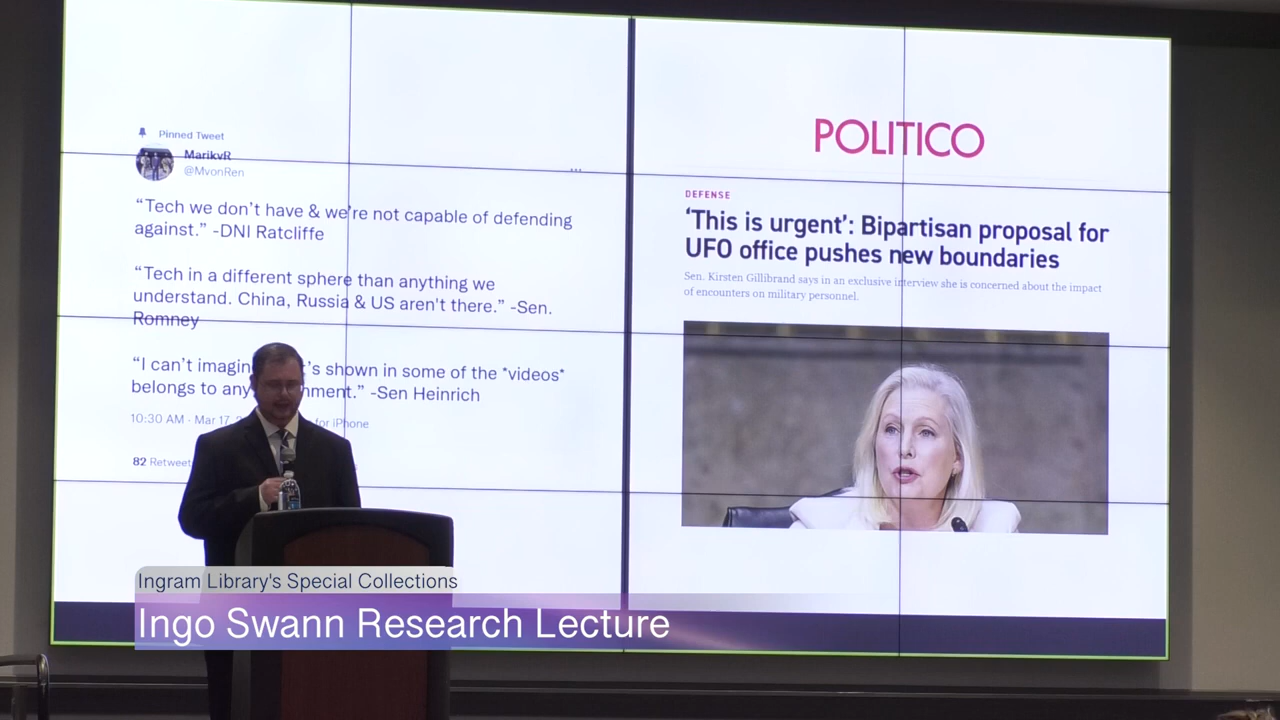 Pinned Tweet
MarikvR
@MvonRen
...
“Tech we don’t have & we’re not capable of defending
against.” -DNI Ratcliffe
“Tech in a different sphere than anything we
understand. China, Russia & US aren't there.” -Sen.
Romney
“I can’t imagin 's shown in some of the *videos*
belongs to any nment.” -Sen Heinrich
10:30 AM · Mar 17, for iPhone
82 Retweet
POLITICO
DEFENSE
‘This is urgent’: Bipartisan proposal for
UFO office pushes new boundaries
Sen. Kirsten Gillibrand says in an exclusive interview she is concerned about the impact
of encounters on military personnel.
Ingram Library's Special Collections
Ingo Swann Research Lecture